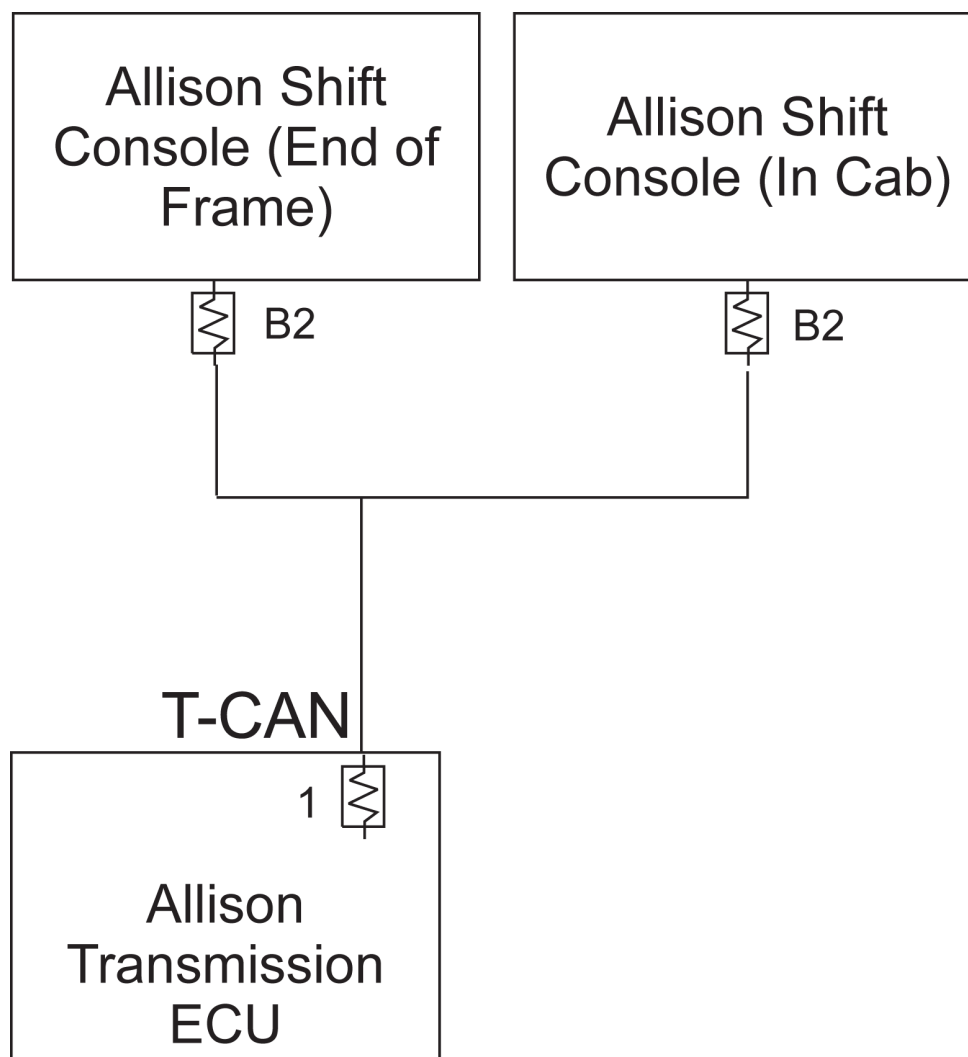 Allison Shift
Console (End of
Frame)
Allison Shift
Console (In Cab)
B2
B2
T-CAN
1
Allison
Transmission
ECU